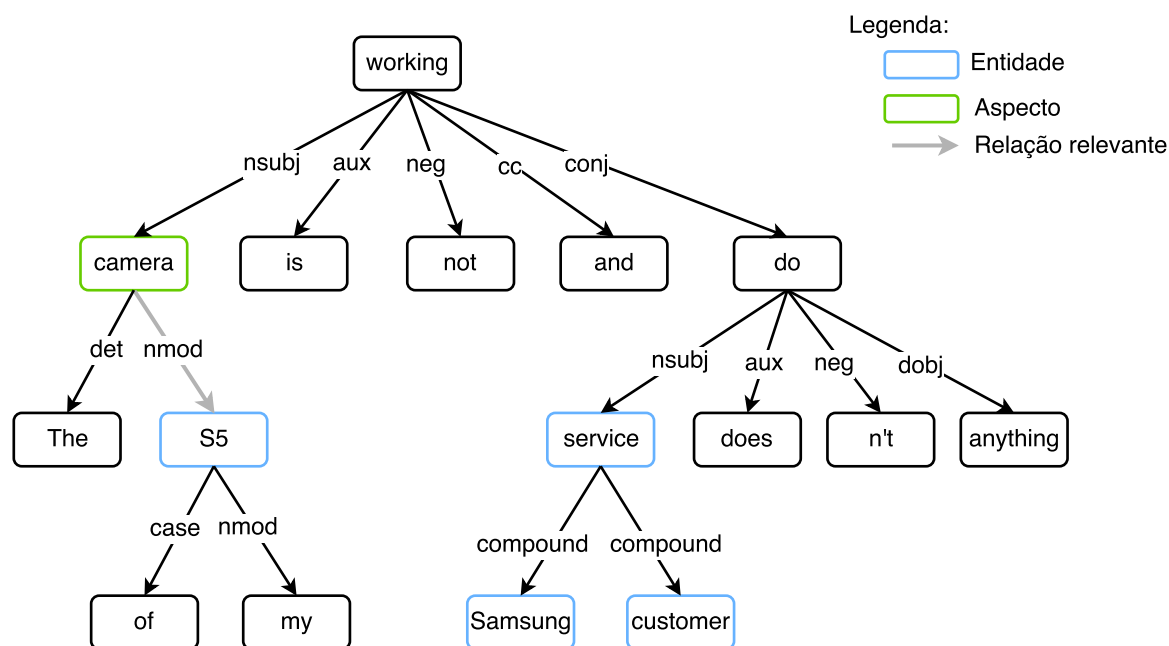 Legenda:
working
Entidade
Aspecto
Relação relevante
nsubj aux neg cc conj
camera is not and do
det nmod nsubj aux neg dobj
The S5 service does n't anything
case nmod compound compound
of my Samsung customer